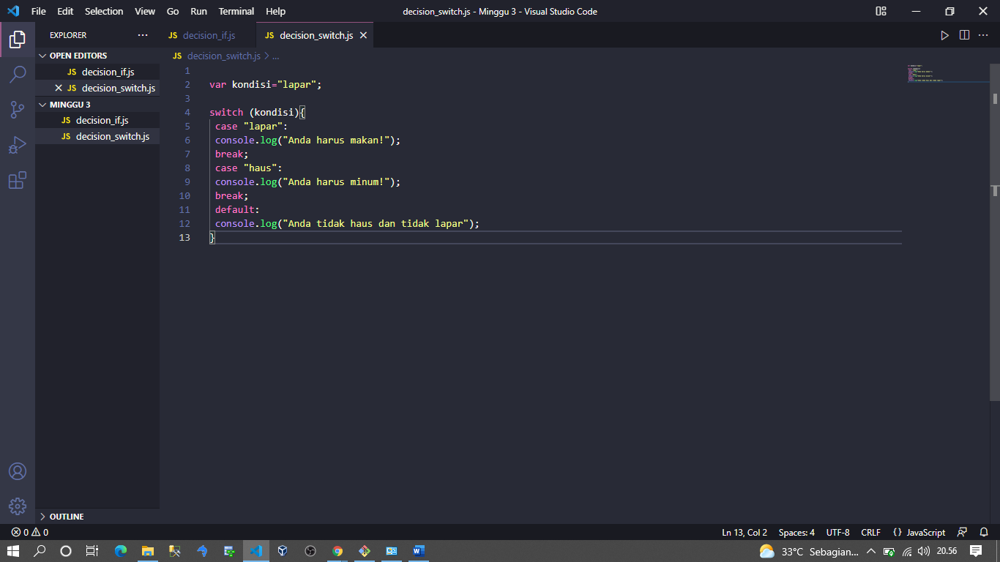 File Edit Selection View Go Run Terminal Help decision_switch.js - Minggu 3 - Visual Studio Code
EXPLORER ···
JS decision_if.js
JS decision_switch.js
OPEN EDITORS
JS decision_if.js
JS decision_switch.js
MINGGU 3
JS decision_if.js
JS decision_switch.js
JS decision_switch.js > ...
1
2 var kondisi="lapar";
3
4 switch (kondisi){
5 case "lapar":
6 console.log("Anda harus makan!");
7 break;
8 case "haus":
9 console.log("Anda harus minum!");
10 break;
11 default:
12 console.log("Anda tidak haus dan tidak lapar");
13 }
OUTLINE
0 0 Ln 13, Col 2 Spaces: 4 UTF-8 CRLF {} JavaScript
33°C Sebagian... 20.56